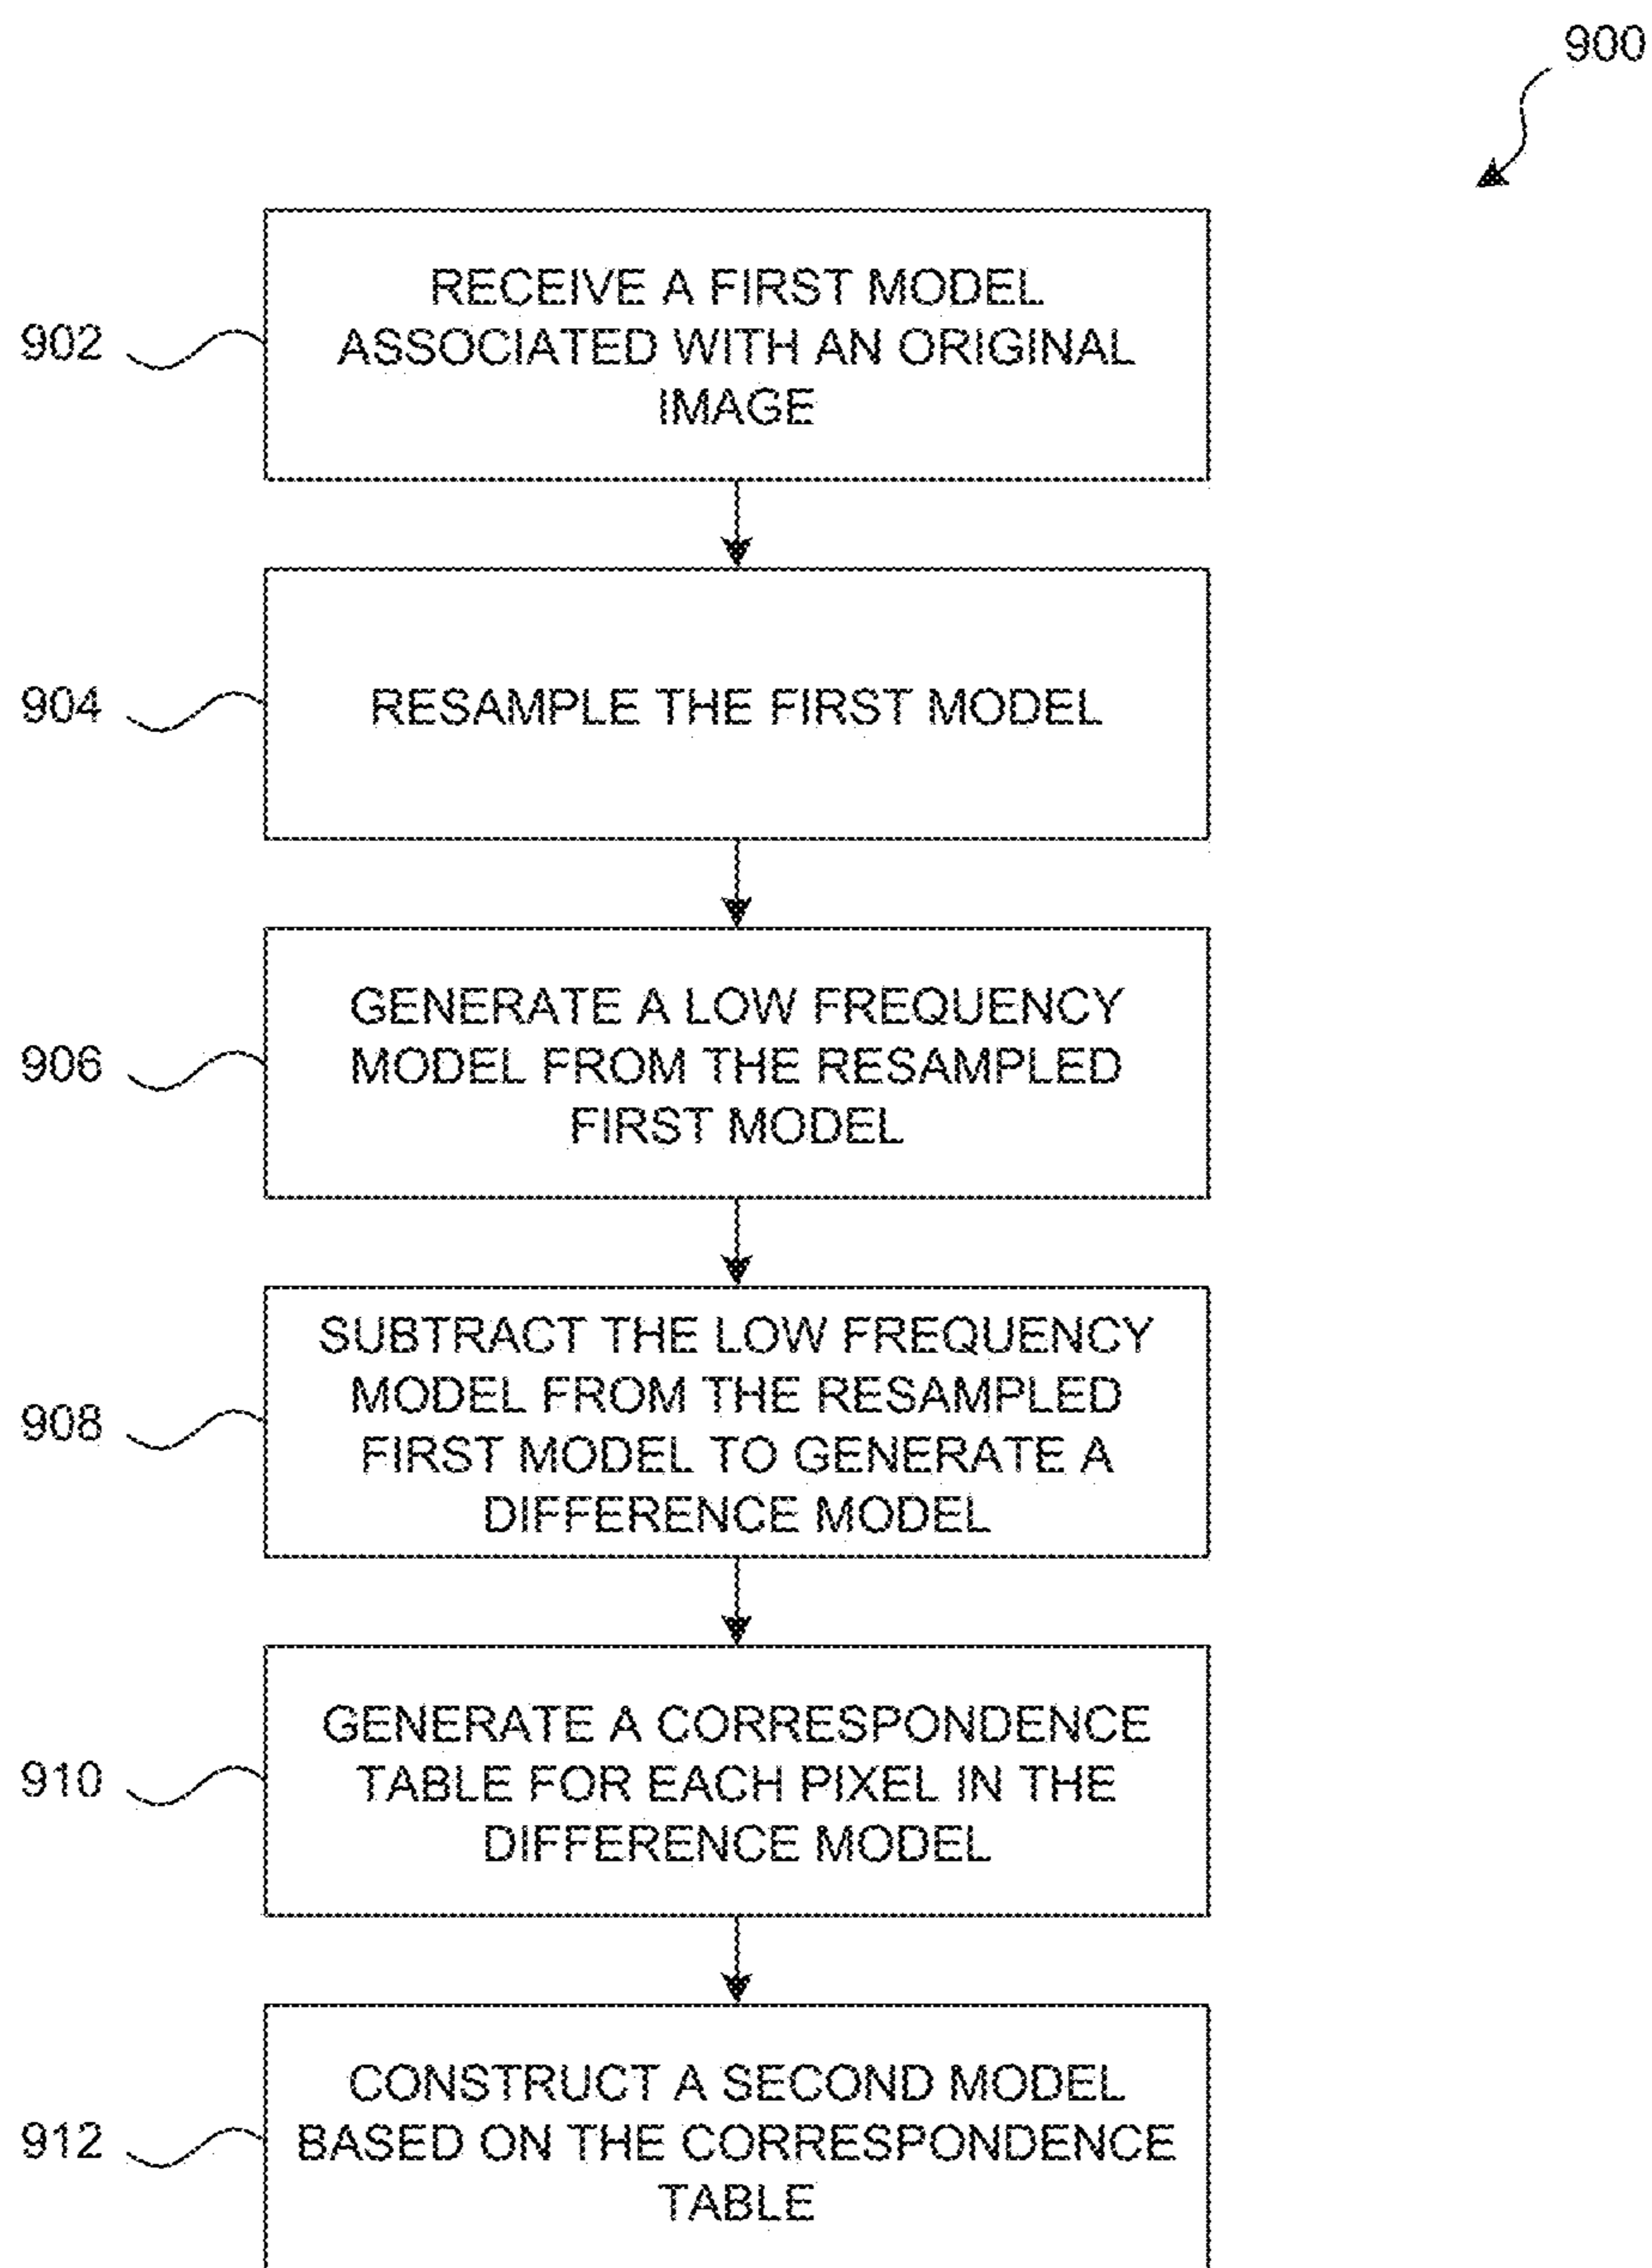 900
902
RECEIVE A FIRST MODEL
ASSOCIATED WITH AN ORIGINAL
IMAGE
904
RESAMPLE THE FIRST MODEL
906
GENERATE A LOW FREQUENCY
MODEL FROM THE RESAMPLED
FIRST MODEL
908
SUBTRACT THE LOW FREQUENCY
MODEL FROM THE RESAMPLED
FIRST MODEL TO GENERATE A
DIFFERENCE MODEL
910
GENERATE A CORRESPONDENCE
TABLE FOR EACH PIXEL IN THE
DIFFERENCE MODEL
912
CONSTRUCT A SECOND MODEL
BASED ON THE CORRESPONDENCE
TABLE